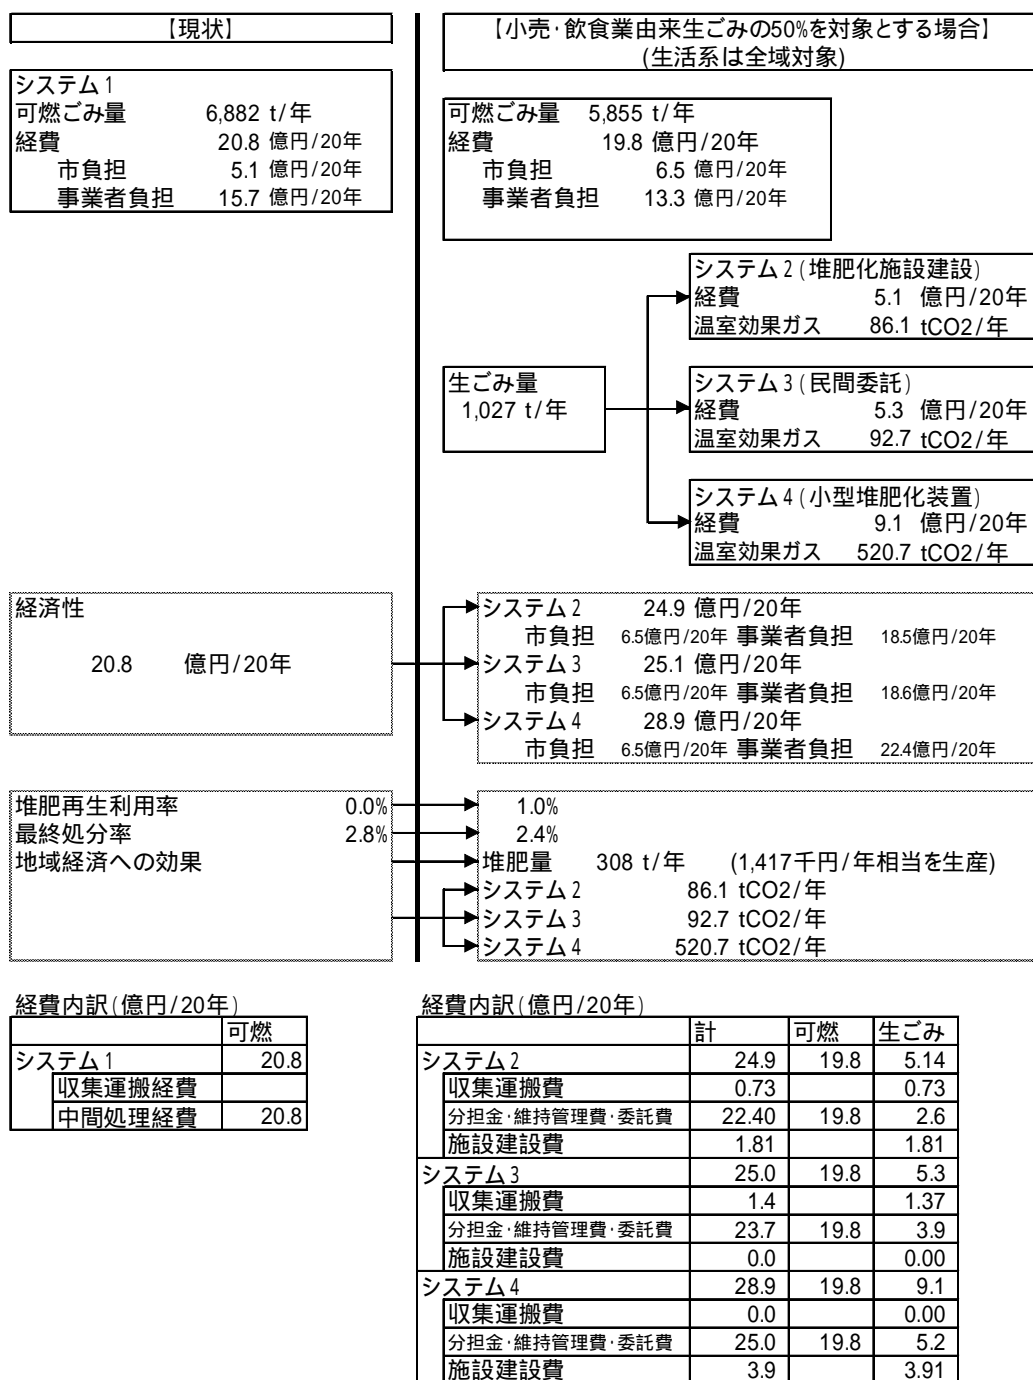 【現状】
【小売・飲食業由来生ごみの50%を対象とする場合】
(生活系は全域対象)
システム1
可燃ごみ量 6,882 t/年
経費 20.8 億円/20年
市負担 5.1 億円/20年
事業者負担 15.7 億円/20年
可燃ごみ量 5,855 t/年
経費 19.8 億円/20年
市負担 6.5 億円/20年
事業者負担 13.3 億円/20年
システム2(堆肥化施設建設)
経費 5.1 億円/20年
温室効果ガス 86.1 tCO2/年
生ごみ量
1,027 t/年
システム3(民間委託)
経費 5.3 億円/20年
温室効果ガス 92.7 tCO2/年
システム4(小型堆肥化装置)
経費 9.1 億円/20年
温室効果ガス 520.7 tCO2/年
経済性
20.8 億円/20年
システム2 24.9 億円/20年
市負担 6.5億円/20年 事業者負担 18.5億円/20年
システム3 25.1 億円/20年
市負担 6.5億円/20年 事業者負担 18.6億円/20年
システム4 28.9 億円/20年
市負担 6.5億円/20年 事業者負担 22.4億円/20年
堆肥再生利用率 0.0% 1.0%
最終処分率 2.8% 2.4%
地域経済への効果 堆肥量 308 t/年 (1,417千円/年相当を生産)
システム2 86.1 tCO2/年
システム3 92.7 tCO2/年
システム4 520.7 tCO2/年
経費内訳(億円/20年)
可燃
システム1 20.8
収集運搬経費
中間処理経費 20.8
経費内訳(億円/20年)
計 可燃 生ごみ
システム2 24.9 19.8 5.14
収集運搬費 0.73 0.73
分担金・維持管理費・委託費 22.40 19.8 2.6
施設建設費 1.81 1.81
システム3 25.0 19.8 5.3
収集運搬費 1.4 1.37
分担金・維持管理費・委託費 23.7 19.8 3.9
施設建設費 0.0 0.00
システム4 28.9 19.8 9.1
収集運搬費 0.0 0.00
分担金・維持管理費・委託費 25.0 19.8 5.2
施設建設費 3.9 3.91